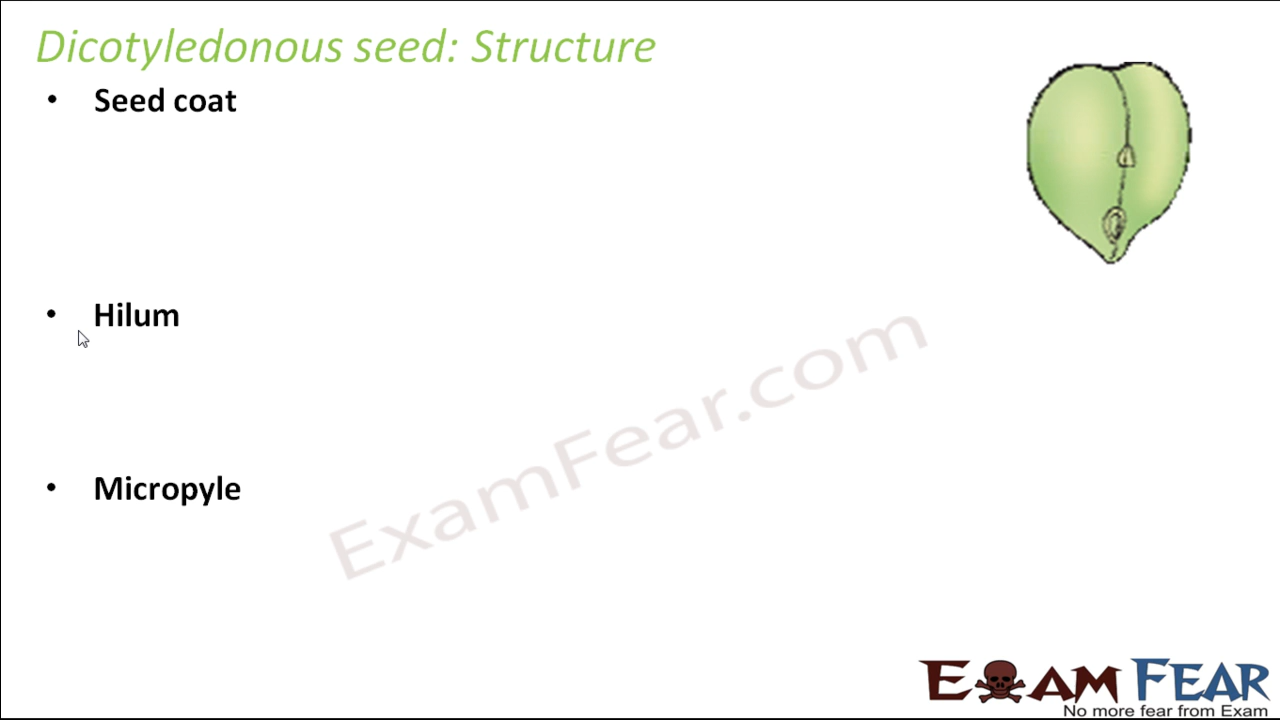 Dicotyledonous seed: Structure
• Seed coat
• Hilum
• Micropyle
ExamFear.com
EXAM FEAR
No more fear from Exam